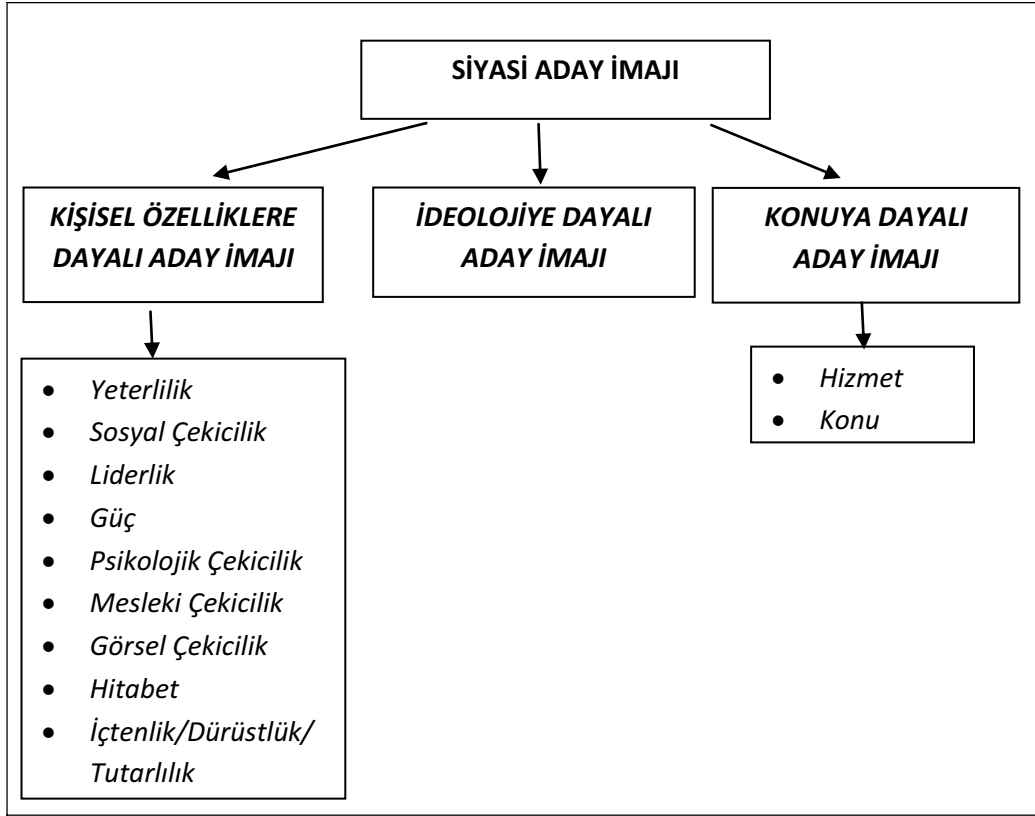 SİYASİ ADAY İMAJI
KİŞİSEL ÖZELLİKLERE
DAYALI ADAY İMAJI
İDEOLOJİYE DAYALI
ADAY İMAJI
KONUYA DAYALI
ADAY İMAJI
• Yeterlilik
• Sosyal Çekicilik
• Liderlik
• Güç
• Psikolojik Çekicilik
• Mesleki Çekicilik
• Görsel Çekicilik
• Hitabet
• İçtenlik/Dürüstlük/
Tutarlılık
• Hizmet
• Konu